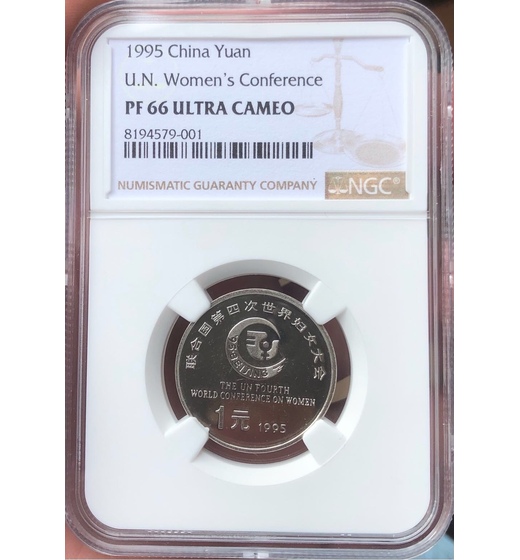 1995 China Yuan
U.N. Women's Conference
PF 66 ULTRA CAMEO
8194579-001
NUMISMATIC GUARANTY COMPANY
NGC®
联合国第四次世界妇女大会
THE UN FOURTH
WORLD CONFERENCE ON WOMEN
1元 1995